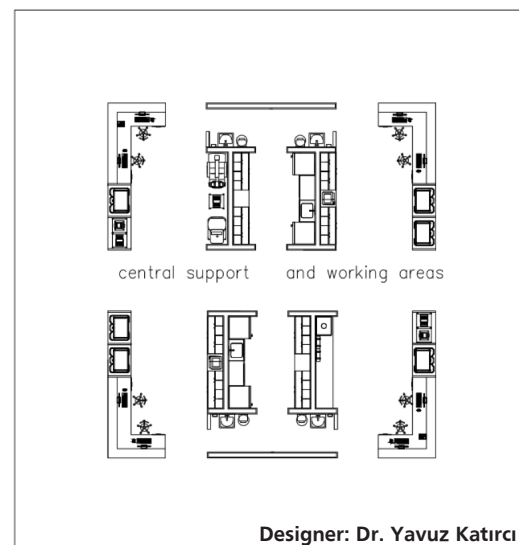 central support and working areas
Designer: Dr. Yavuz Katırcı